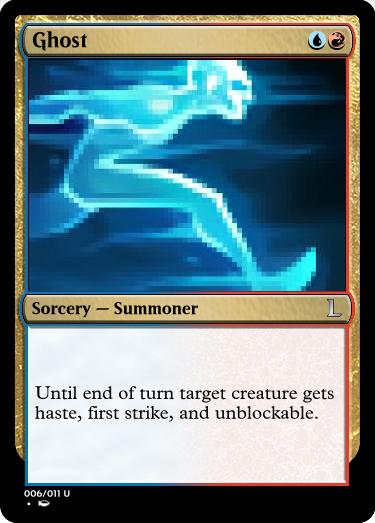 Ghost
Sorcery — Summoner
L
Until end of turn target creature gets
haste, first strike, and unblockable.
006/011 U